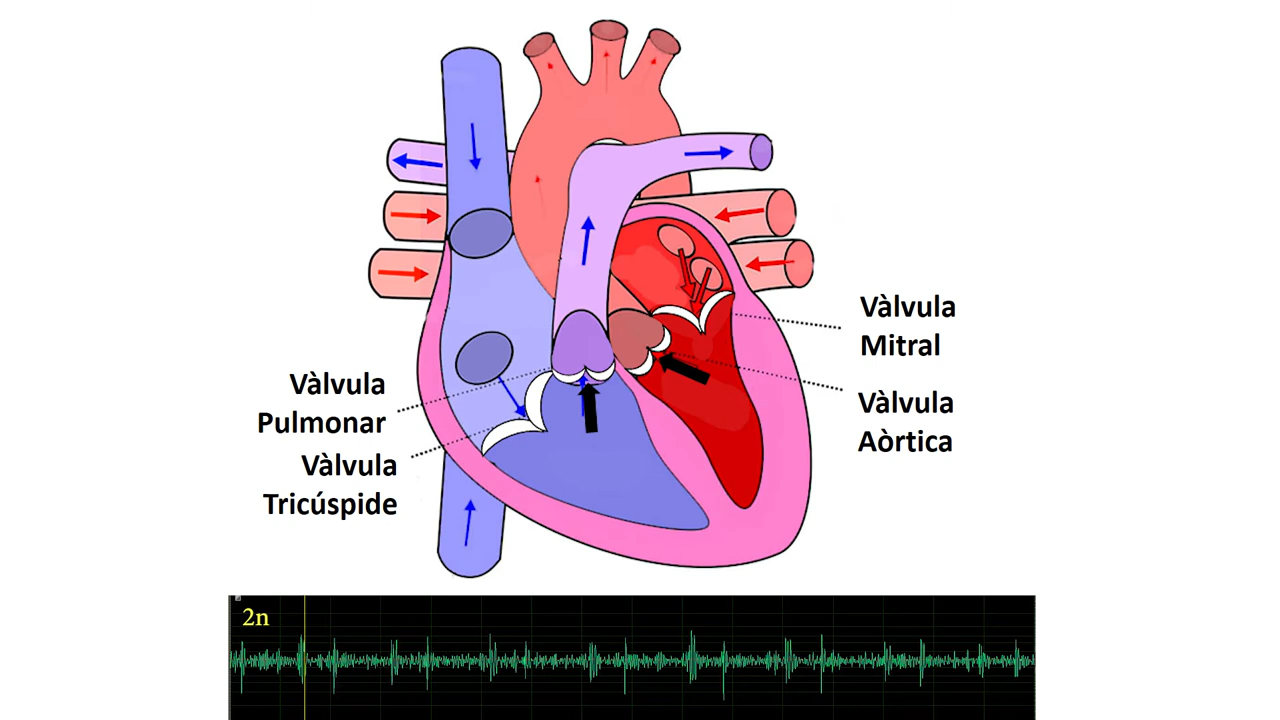 Vàlvula
Mitral
Vàlvula
Aòrtica
Vàlvula
Pulmonar
Vàlvula
Tricúspide
2n